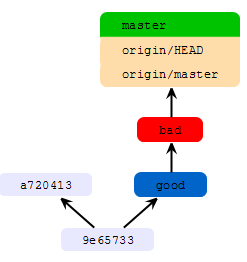 master
origin/HEAD
origin/master
bad
a720413
good
9e65733